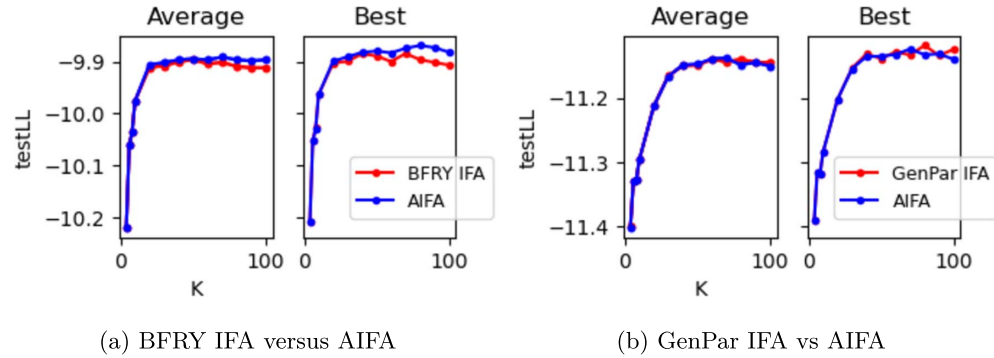 Average
Best
testLL
−9.9
−10.0
−10.1
−10.2
BFRY IFA
AIFA
0
100
0
100
K
(a) BFRY IFA versus AIFA
Average
Best
testLL
−11.2
−11.3
−11.4
GenPar IFA
AIFA
0
100
0
100
K
(b) GenPar IFA vs AIFA